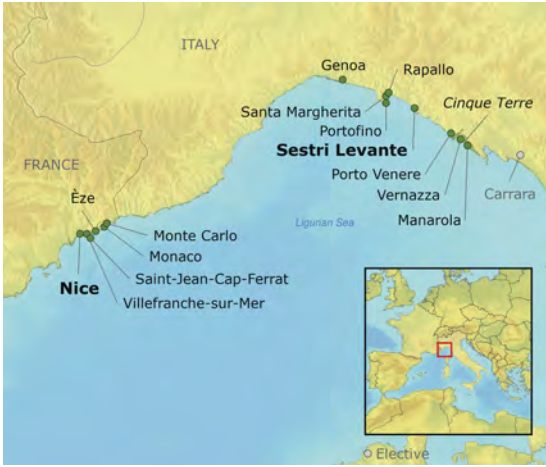 ITALY
Genoa
Rapallo
Santa Margherita
Cinque Terre
Portofino
Sestri Levante
FRANCE
Porto Venere
Carrara
Vernazza
Èze
Manarola
Ligurian Sea
Monte Carlo
Monaco
Saint-Jean-Cap-Ferrat
Nice
Villefranche-sur-Mer
Elective